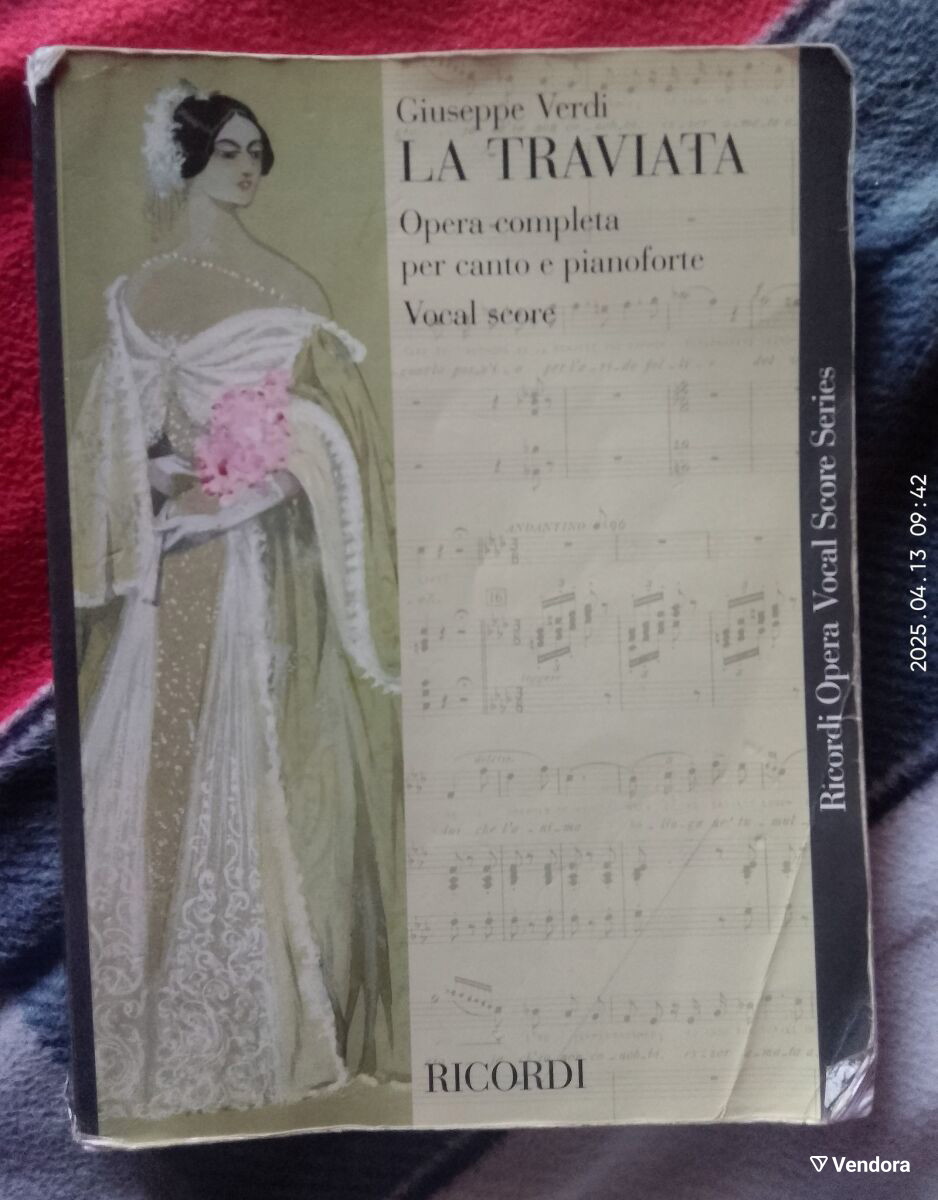 Giuseppe Verdi
LA TRAVIATA
Opera completa
per canto e pianoforte
Vocal score
ANDANTINO
16
RICORDI
Ricordi Opera Vocal Score Series
2025.04.13 09:42
Vendora